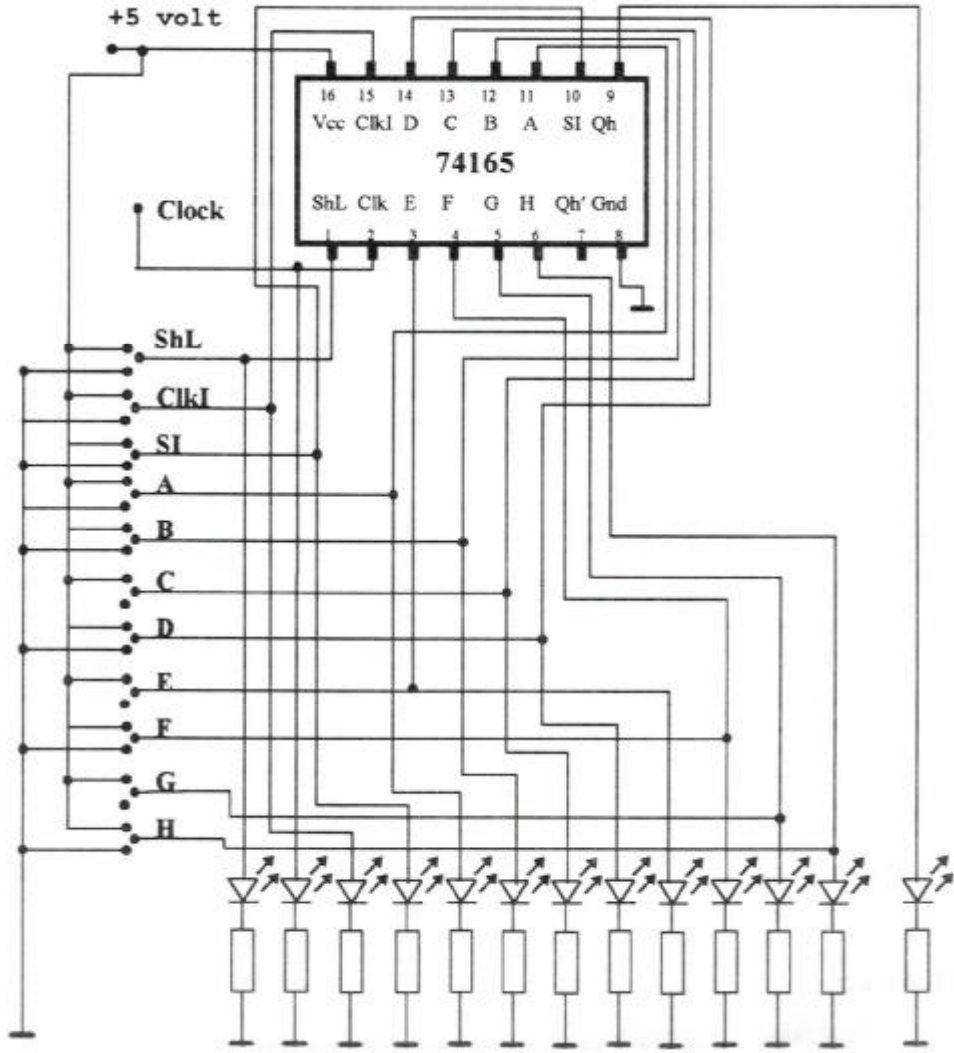 +5 volt
16 15 14 13 12 11 10 9
Vcc ClkI D C B A SI Qh
74165
ShL Clk E F G H Qh' Gnd
1 2 3 4 5 6 7 8
Clock
ShL
ClkI
SI
A
B
C
D
E
F
G
H